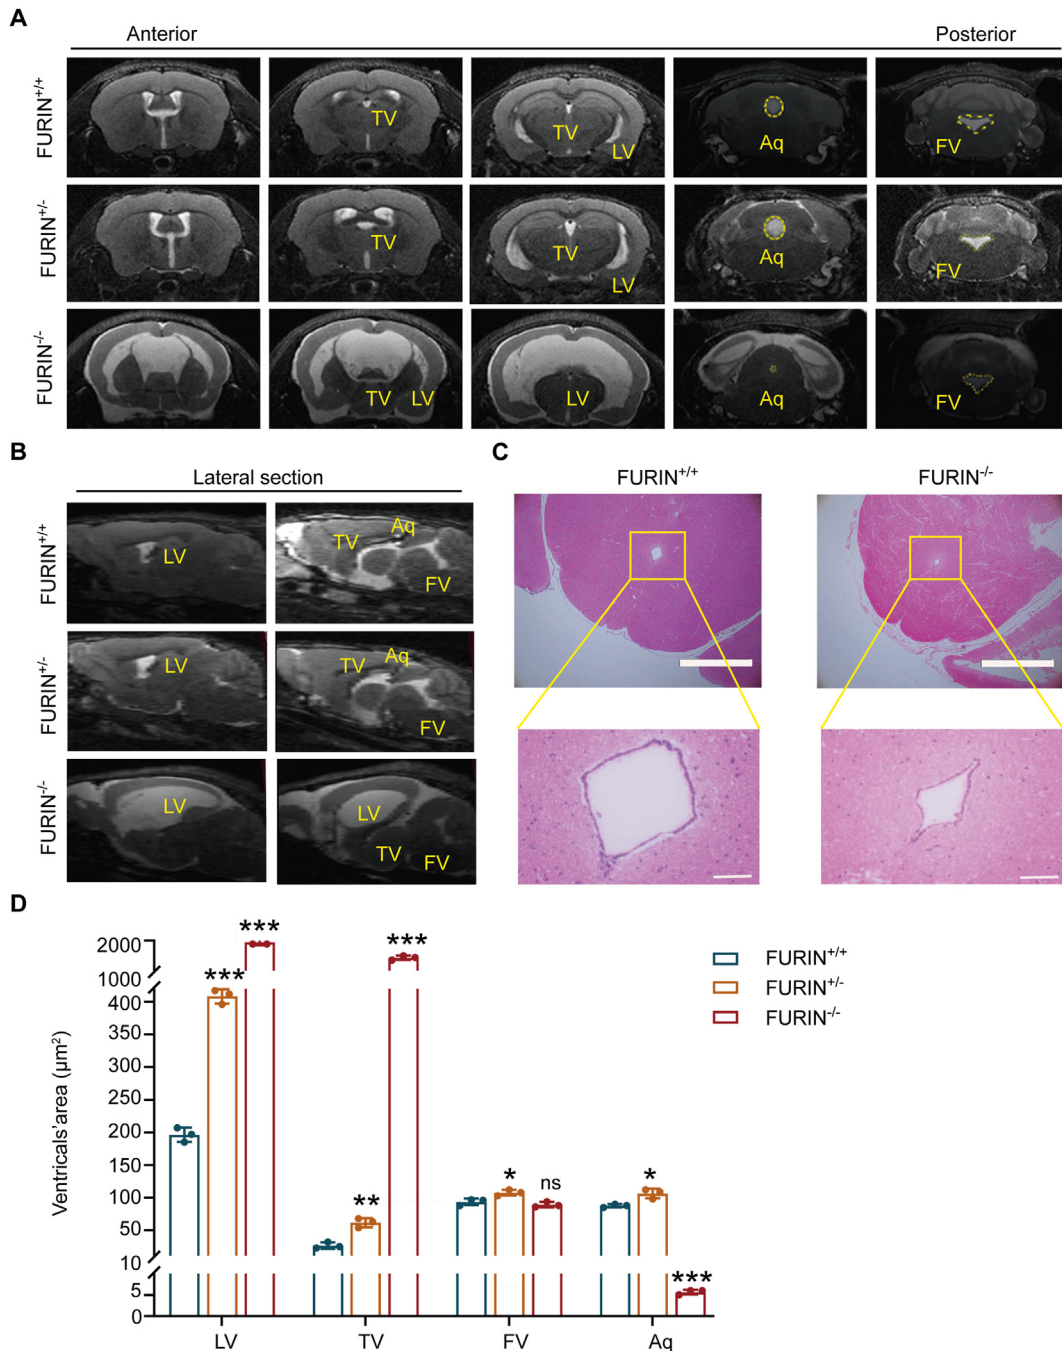 A
Anterior
Posterior
FURIN+/+
TV
TV
LV
Aq
FV
FURIN+/-
TV
TV
LV
Aq
FV
FURIN-/-
TV
LV
LV
Aq
FV
B
Lateral section
FURIN+/+
LV
TV
Aq
FV
FURIN+/-
LV
TV
Aq
FV
FURIN-/-
LV
LV
TV
FV
C
FURIN+/+
FURIN-/-
D
Ventricals'area (μm²)
2000
1000
400
350
300
250
200
150
100
50
10
5
0
***
***
**
***
*
ns
*
***
LV
TV
FV
Aq
FURIN+/+
FURIN+/-
FURIN-/-